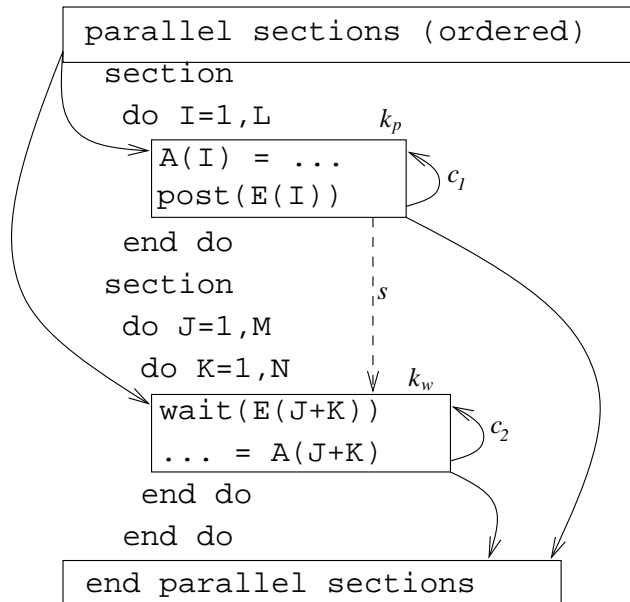 parallel sections (ordered)
section
do I=1,L
k_p
A(I) = ...
c_1
post(E(I))
end do
section
s
do J=1,M
do K=1,N
k_w
wait(E(J+K))
c_2
... = A(J+K)
end do
end do
end parallel sections